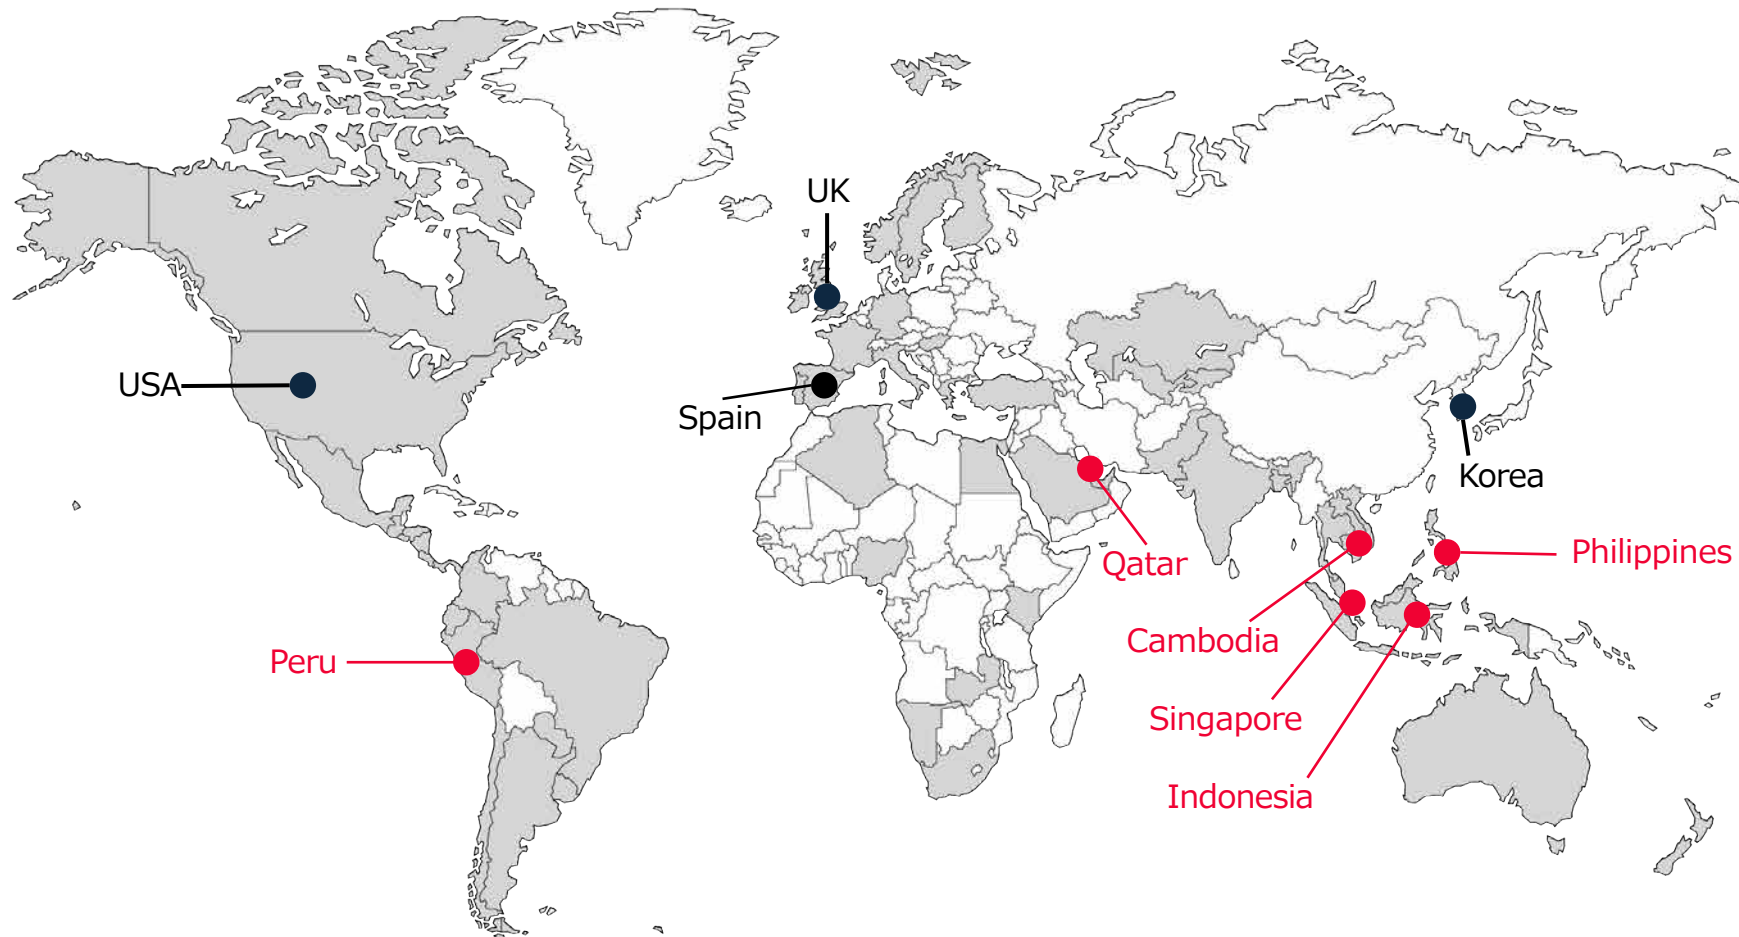 UK
USA
Spain
Korea
Qatar
Philippines
Cambodia
Peru
Singapore
Indonesia